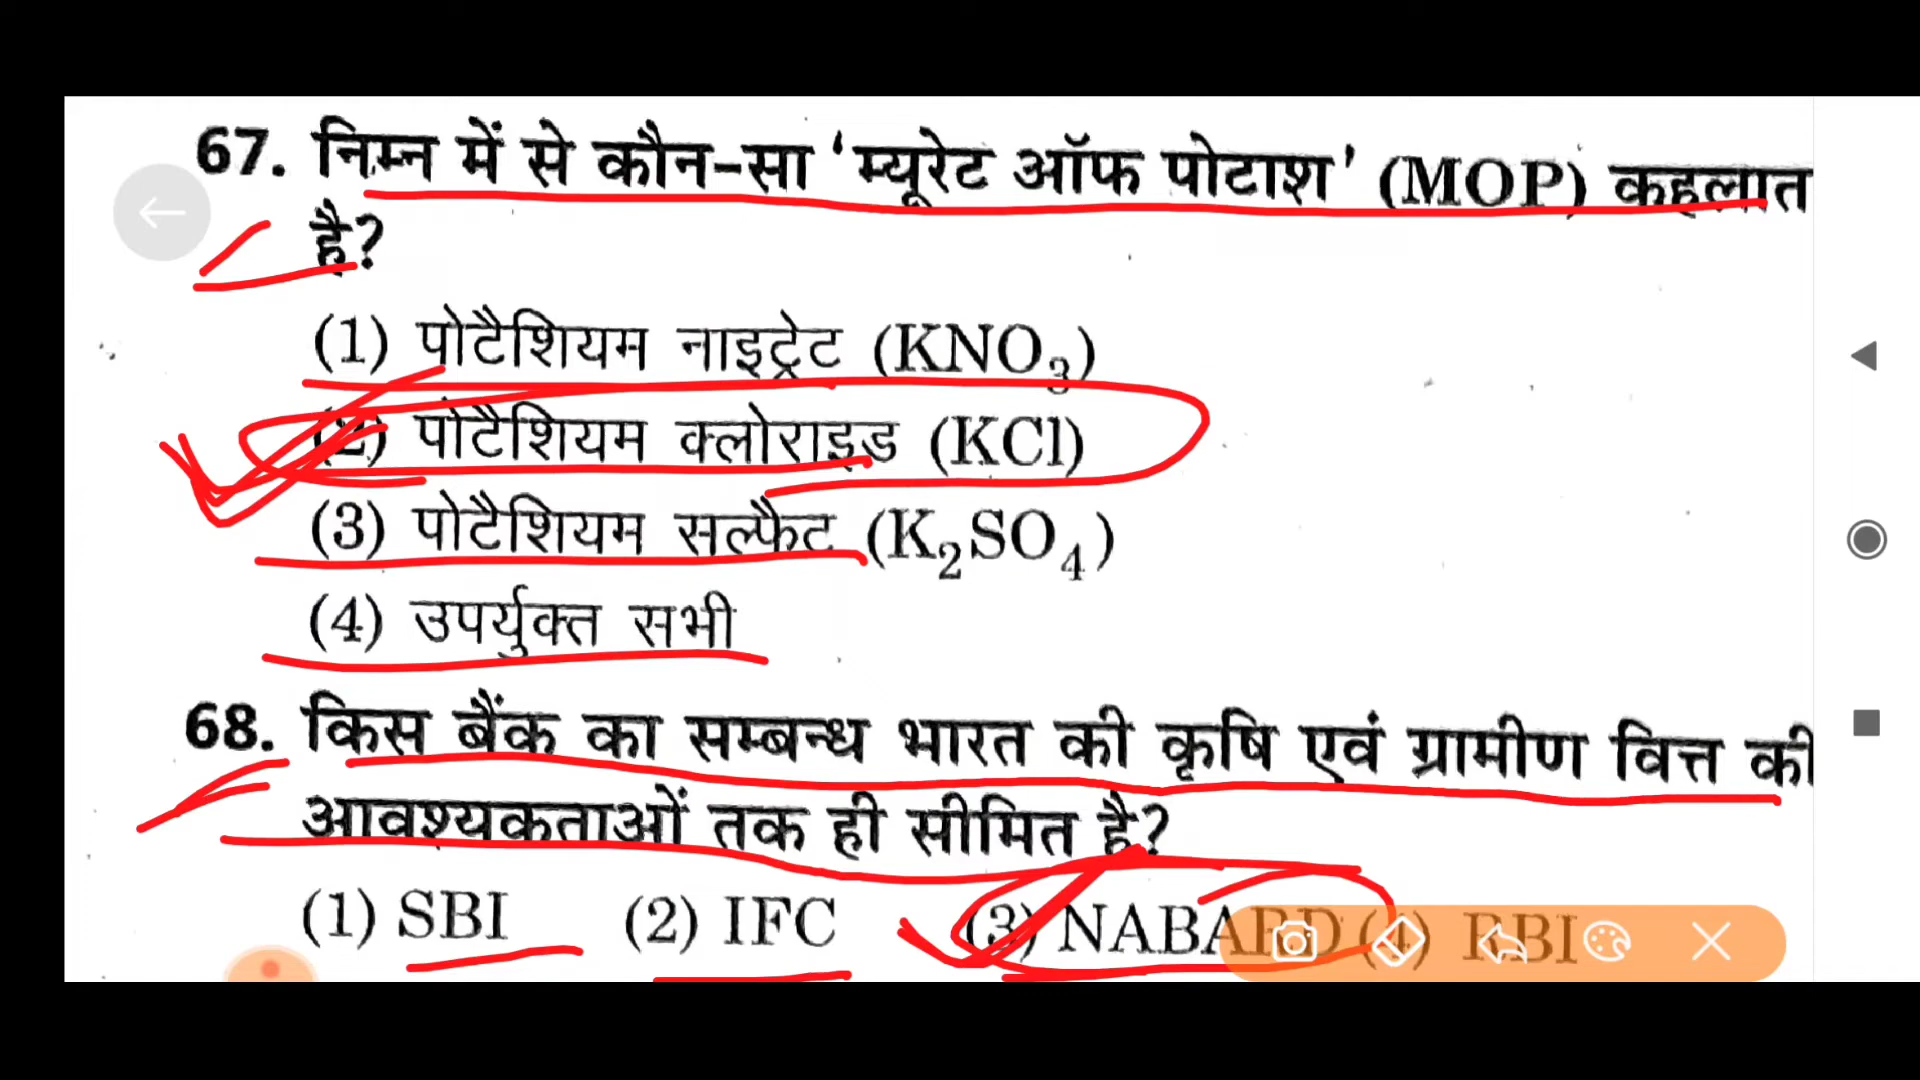 67. निम्न में से कौन-सा ‘म्यूरेट ऑफ पोटाश’ (MOP) कहलात
है?
(1) पोटैशियम नाइट्रेट (KNO₃)
(2) पोटैशियम क्लोराइड (KCl)
(3) पोटैशियम सल्फैट (K₂SO₄)
(4) उपर्युक्त सभी
68. किस बैंक का सम्बन्ध भारत की कृषि एवं ग्रामीण वित्त की
आवश्यकताओं तक ही सीमित है?
(1) SBI (2) IFC (3) NABARD (4) RBI